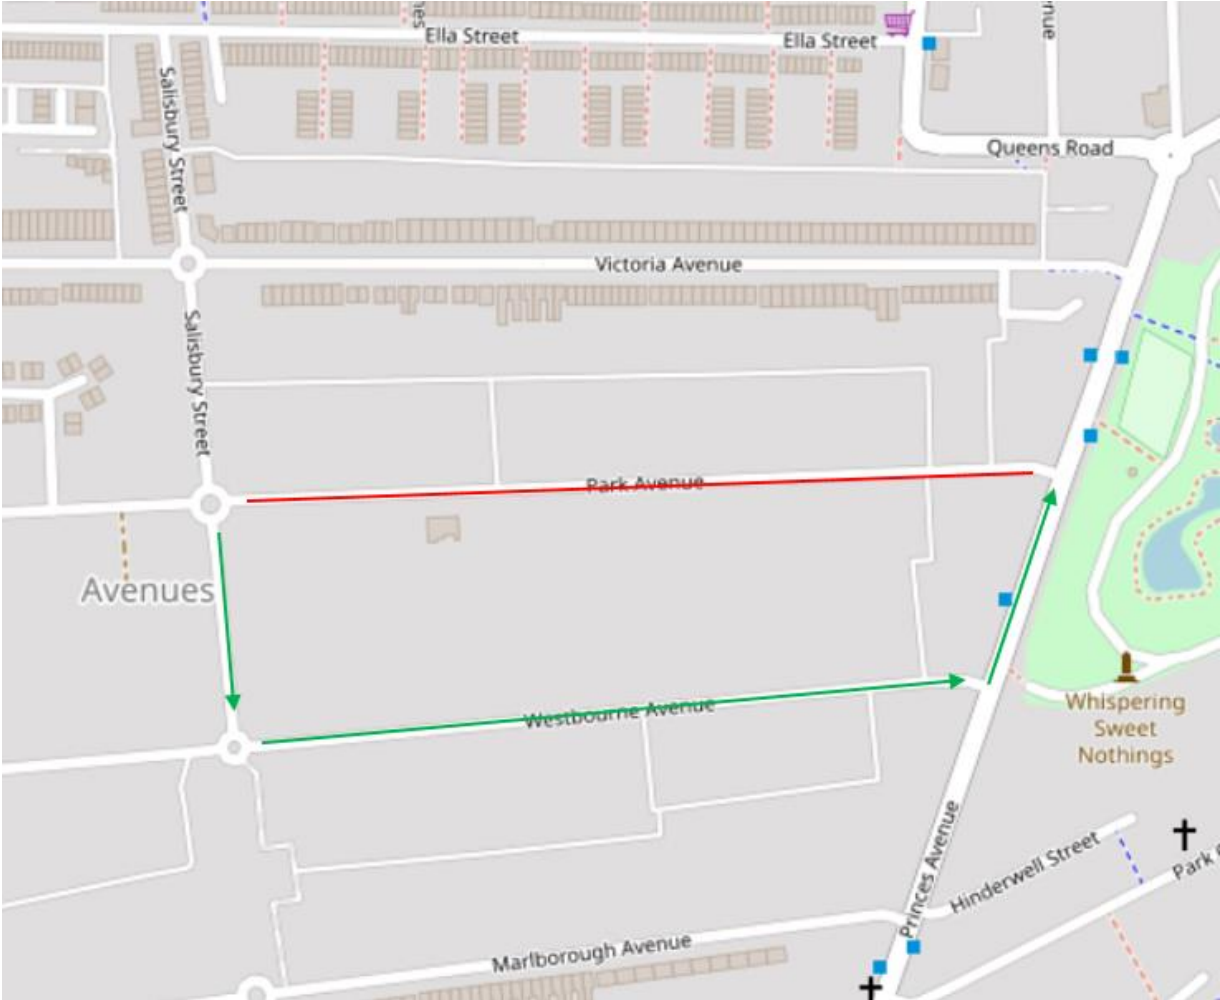 Ella Street
Ella Street
Salisbury Street
Queens Road
Victoria Avenue
Salisbury Street
Park Avenue
Avenues
Westbourne Avenue
Whispering
Sweet
Nothings
Princes Avenue
Hinderwell Street
Park
Marlborough Avenue